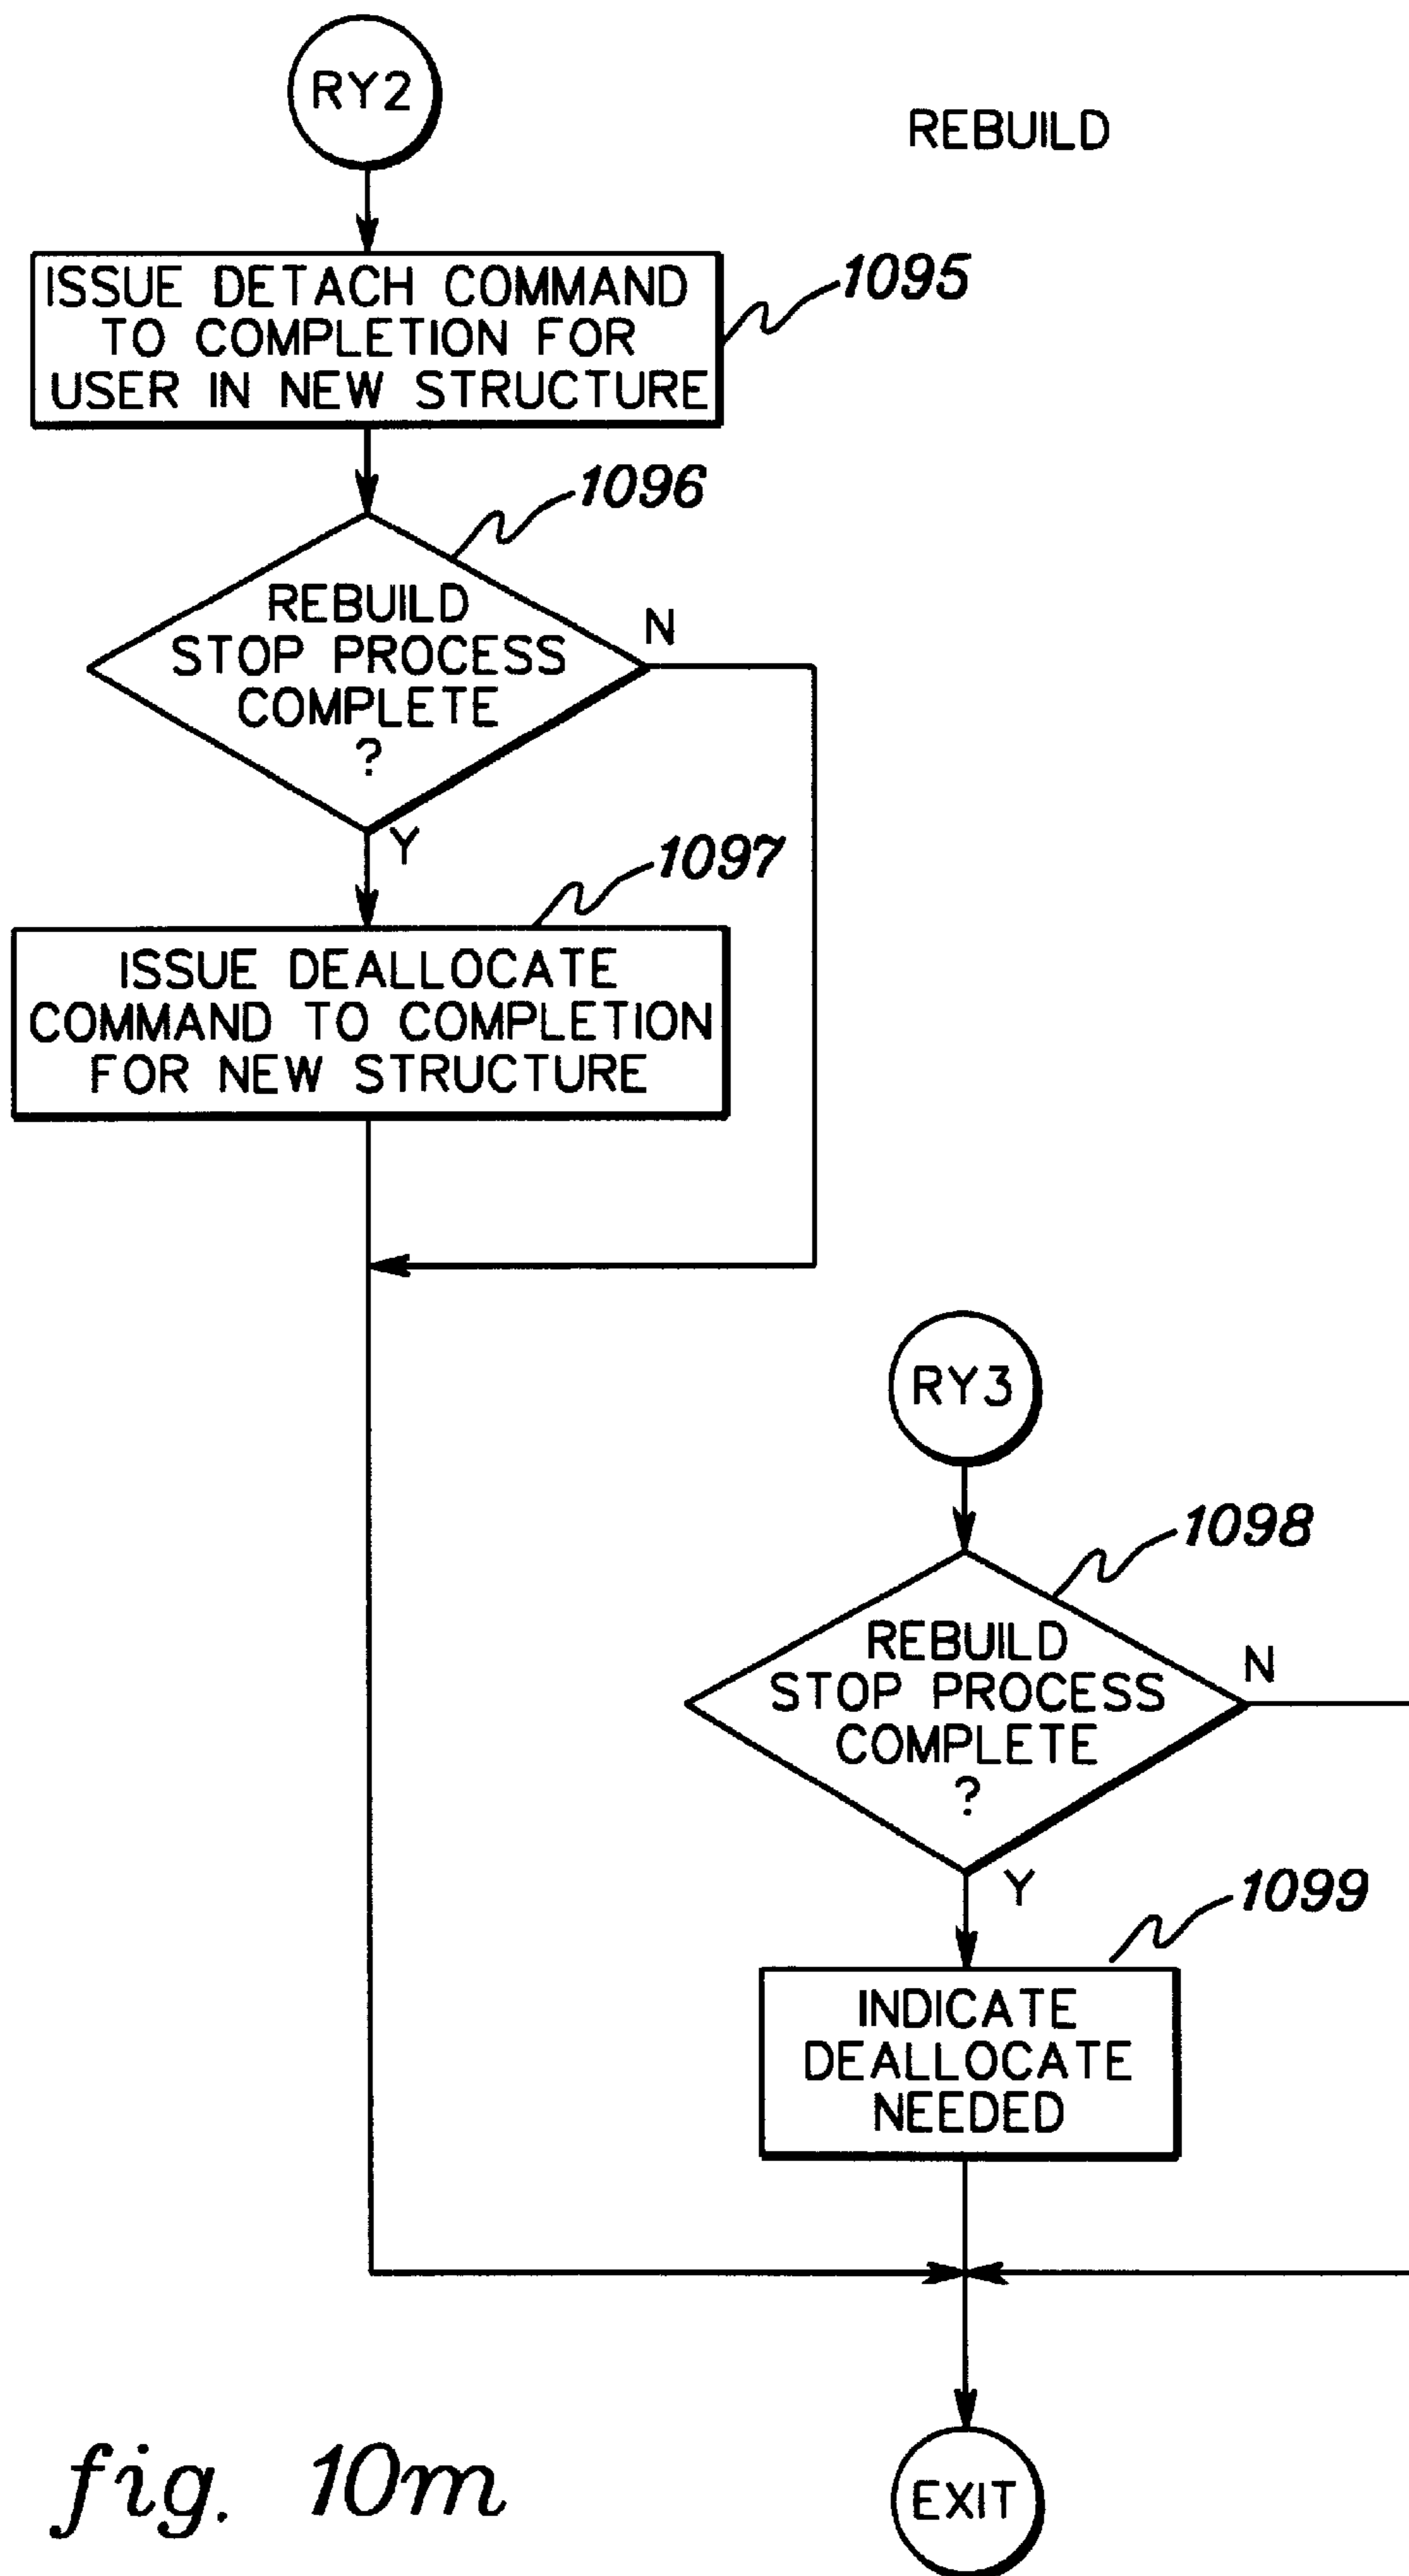 RY2
REBUILD
ISSUE DETACH COMMAND
TO COMPLETION FOR
USER IN NEW STRUCTURE
1095
1096
REBUILD
STOP PROCESS
COMPLETE
?
N
Y
1097
ISSUE DEALLOCATE
COMMAND TO COMPLETION
FOR NEW STRUCTURE
RY3
1098
REBUILD
STOP PROCESS
COMPLETE
?
N
Y
1099
INDICATE
DEALLOCATE
NEEDED
EXIT
fig. 10m